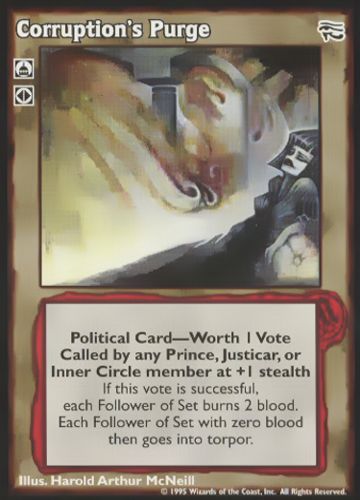 Corruption's Purge
Political Card—Worth 1 Vote
Called by any Prince, Justicar, or
Inner Circle member at +1 stealth
If this vote is successful,
each Follower of Set burns 2 blood.
Each Follower of Set with zero blood
then goes into torpor.
Illus. Harold Arthur McNeill
© 1995 Wizards of the Coast, Inc. All Rights Reserved.